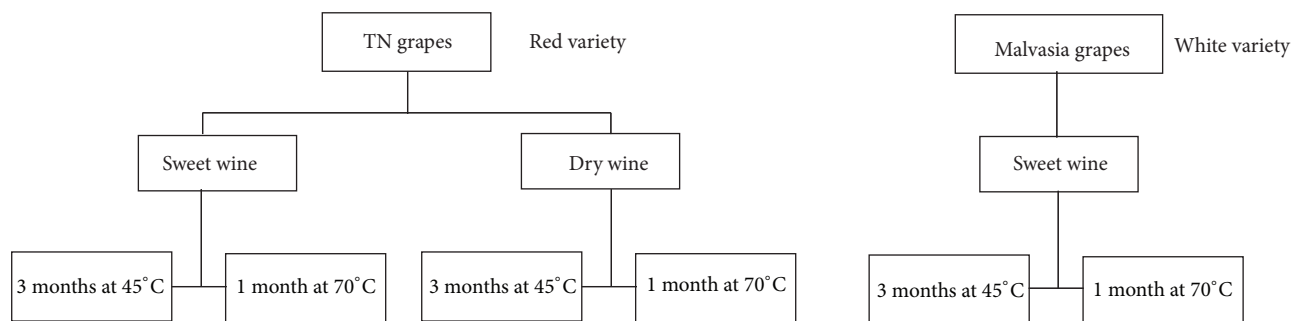 TN grapes
Red variety
Malvasia grapes
White variety
Sweet wine
Dry wine
Sweet wine
3 months at 45°C
1 month at 70°C
3 months at 45°C
1 month at 70°C
3 months at 45°C
1 month at 70°C